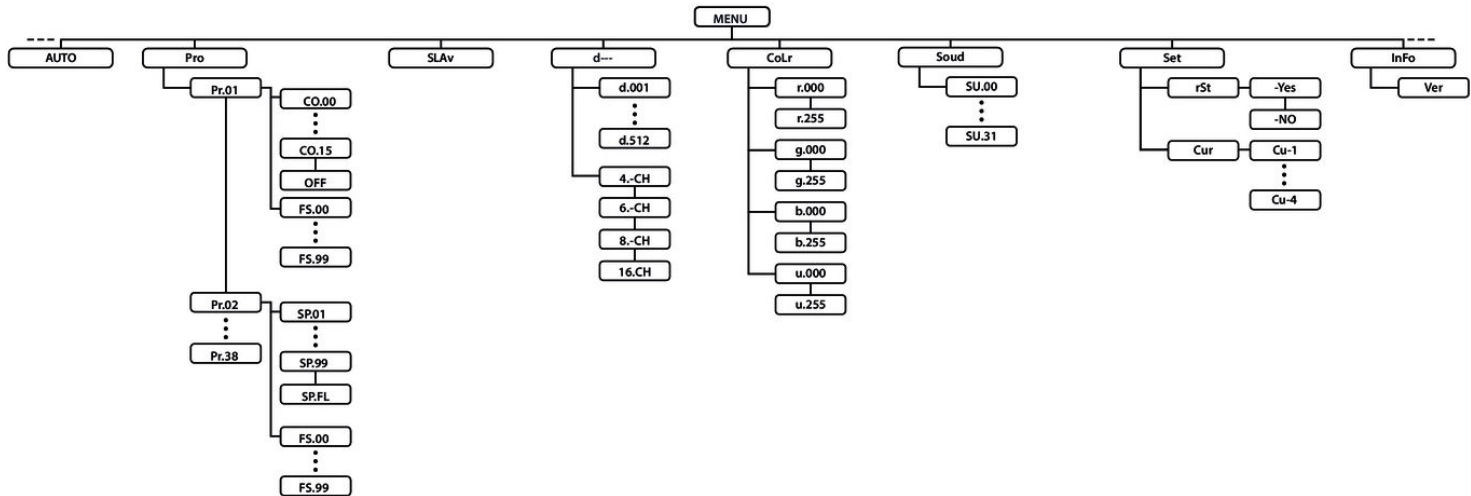 MENU
AUTO
Pro
SLAv
d---
CoLr
Soud
Set
InFo
Pr.01
CO.00
CO.15
OFF
FS.00
FS.99
Pr.02
Pr.38
SP.01
SP.99
SP.FL
FS.00
FS.99
d.001
d.512
4.-CH
6.-CH
8.-CH
16.CH
r.000
r.255
g.000
g.255
b.000
b.255
u.000
u.255
SU.00
SU.31
rSt
-Yes
-NO
Cur
Cu-1
Cu-4
Ver